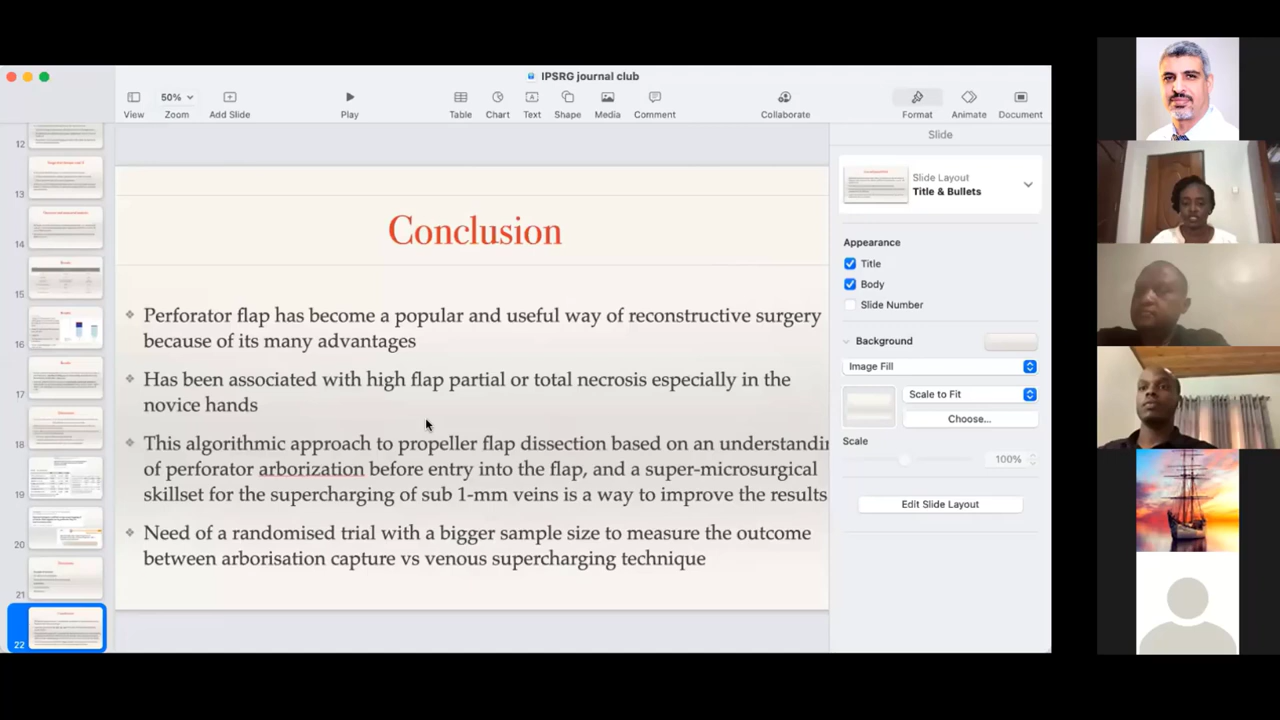 IPSRG journal club
50%
View
Zoom
Add Slide
Play
Table
Chart
Text
Shape
Media
Comment
Collaborate
Format
Animate
Document
12
13
14
15
16
17
18
19
20
21
22
Conclusion
Perforator flap has become a popular and useful way of reconstructive surgery
because of its many advantages
Has been associated with high flap partial or total necrosis especially in the
novice hands
This algorithmic approach to propeller flap dissection based on an understandin
of perforator arborization before entry into the flap, and a super-microsurgical
skillset for the supercharging of sub 1-mm veins is a way to improve the results
Need of a randomised trial with a bigger sample size to measure the outcome
between arborisation capture vs venous supercharging technique
Slide
Slide Layout
Title & Bullets
Appearance
Title
Body
Slide Number
Background
Image Fill
Scale to Fit
Choose...
Scale
100%
Edit Slide Layout